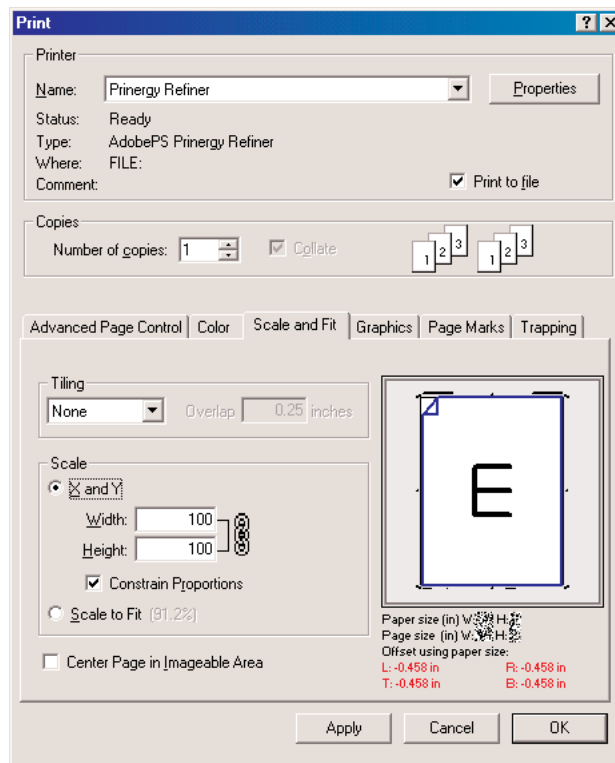 Print
Printer
Name: Prinergy Refiner Properties
Status: Ready
Type: AdobePS Prinergy Refiner
Where: FILE:
Comment: Print to file
Copies
Number of copies: 1 Collate 1 2 3 1 2 3
Advanced Page Control Color Scale and Fit Graphics Page Marks Trapping
Tiling
None Overlap 0.25 inches
Scale
X and Y
Width: 100
Height: 100
Constrain Proportions
Scale to Fit (91.2%)
Center Page in Imageable Area
E
Paper size (in) W: H:
Page size (in) W: H:
Offset using paper size:
L: -0.458 in R: -0.458 in
T: -0.458 in B: -0.458 in
Apply Cancel OK